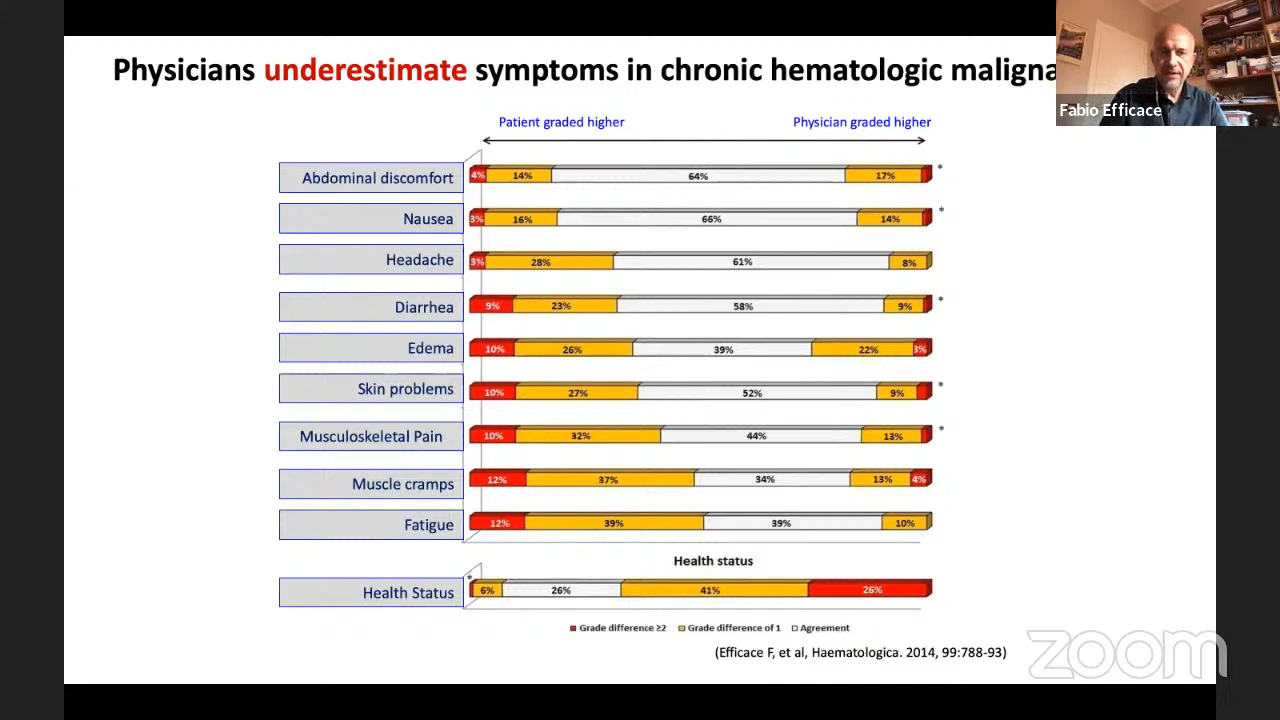 Physicians underestimate symptoms in chronic hematologic maligna
Fabio Efficace
Patient graded higher
Physician graded higher
Abdominal discomfort 4% 14% 64% 17% *
Nausea 3% 16% 66% 14% *
Headache 3% 28% 61% 8%
Diarrhea 9% 23% 58% 9% *
Edema 10% 26% 39% 22% 3%
Skin problems 10% 27% 52% 9% *
Musculoskeletal Pain 10% 32% 44% 13% *
Muscle cramps 12% 37% 34% 13% 4%
Fatigue 12% 39% 39% 10%
Health status
Health Status * 6% 26% 41% 26%
Grade difference ≥2 Grade difference of 1 Agreement
(Efficace F, et al, Haematologica. 2014, 99:788-93)
zoom